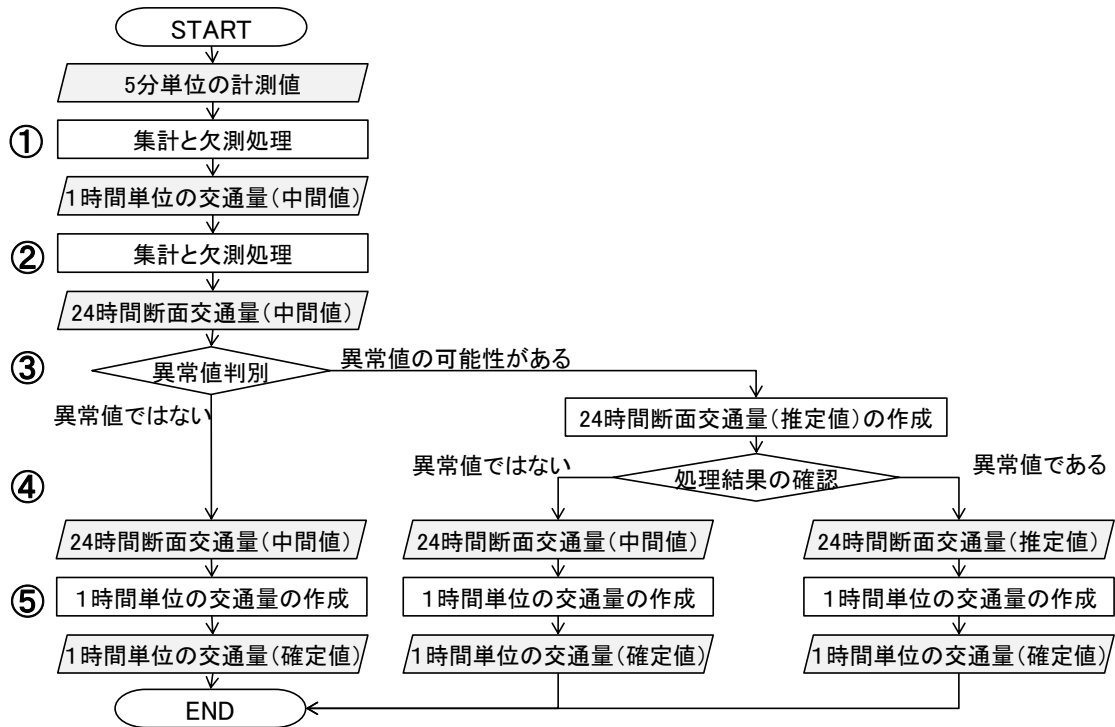 START
5分単位の計測値
①
集計と欠測処理
1時間単位の交通量(中間値)
②
集計と欠測処理
24時間断面交通量(中間値)
③
異常値判別
異常値の可能性がある
異常値ではない
24時間断面交通量(推定値)の作成
異常値ではない
処理結果の確認
異常値である
④
24時間断面交通量(中間値)
24時間断面交通量(中間値)
24時間断面交通量(推定値)
⑤
1時間単位の交通量の作成
1時間単位の交通量の作成
1時間単位の交通量の作成
1時間単位の交通量(確定値)
1時間単位の交通量(確定値)
1時間単位の交通量(確定値)
END